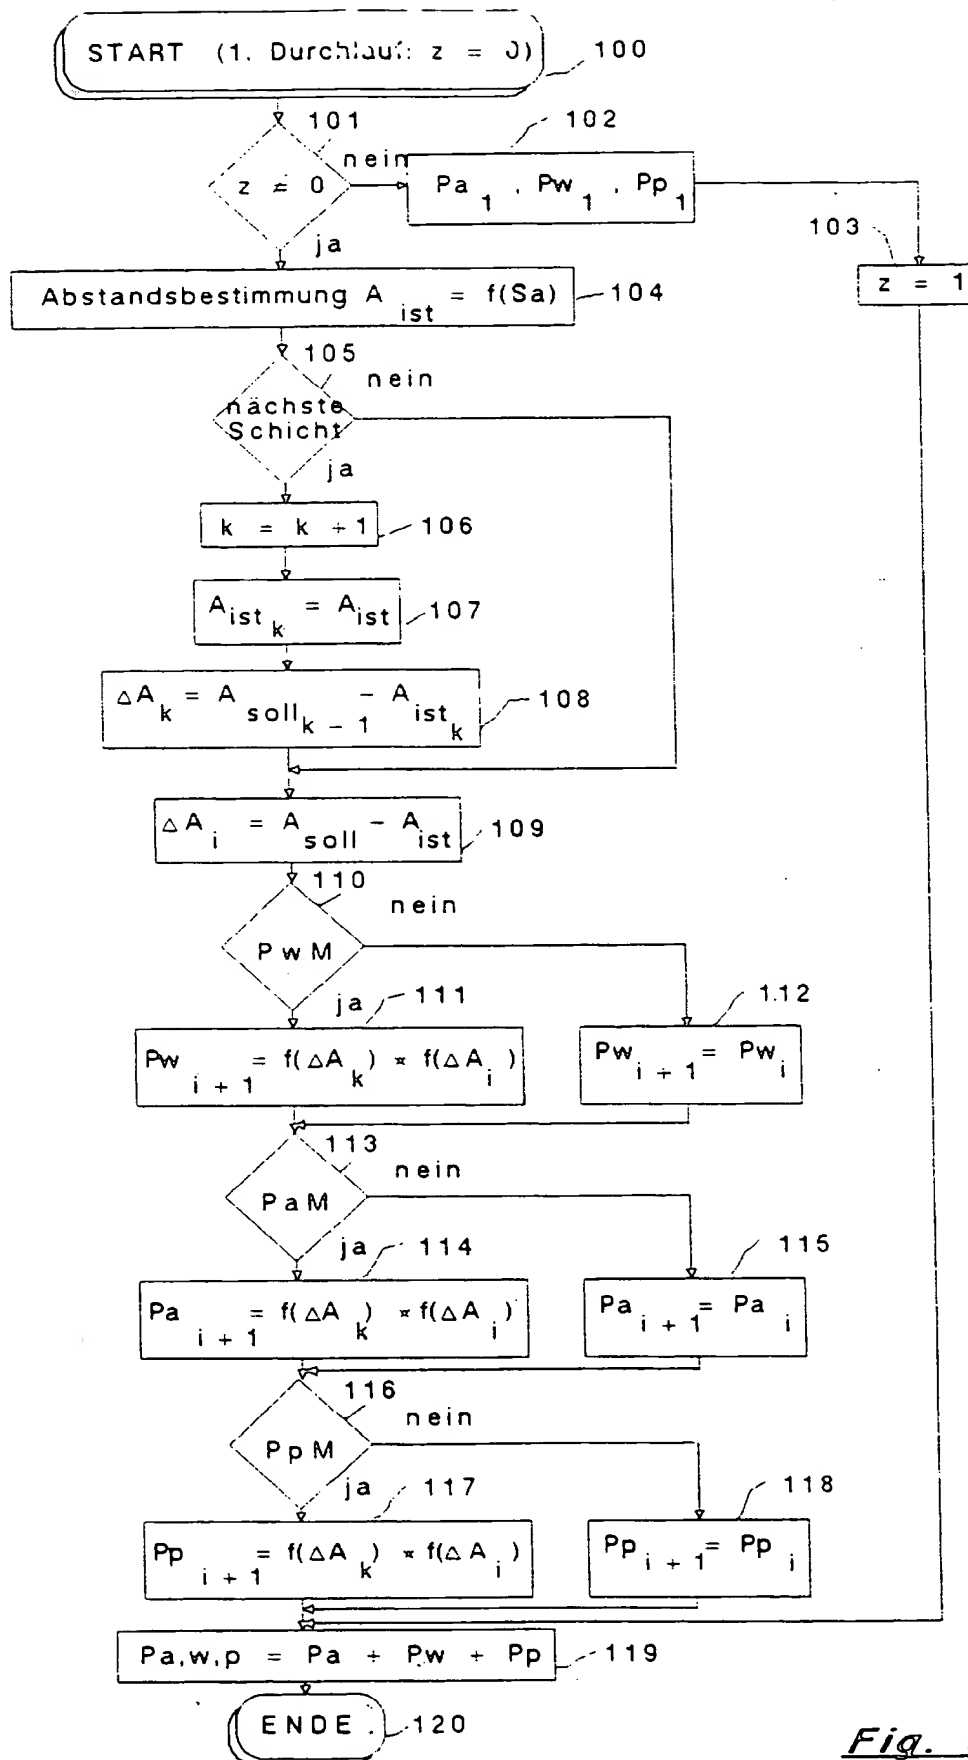 START (1. Durchlauf: z = 0)
100
101
102
nein
z ≠ 0
Pa 1 , Pw 1 , Pp 1
103
ja
z = 1
Abstandsbestimmung A ist = f(Sa)
104
105
nein
nächste
Schicht
ja
k = k + 1
106
A ist k = A ist
107
ΔA k = A soll k - 1 - A ist k
108
ΔA i = A soll - A ist
109
110
nein
PwM
ja
111
112
Pw i + 1 = f(ΔA k) * f(ΔA i)
Pw i + 1 = Pw i
113
nein
PaM
ja
114
115
Pa i + 1 = f(ΔA k) * f(ΔA i)
Pa i + 1 = Pa i
116
nein
PpM
ja
117
118
Pp i + 1 = f(ΔA k) * f(ΔA i)
Pp i + 1 = Pp i
Pa,w,p = Pa + Pw + Pp
119
ENDE
120
Fig.